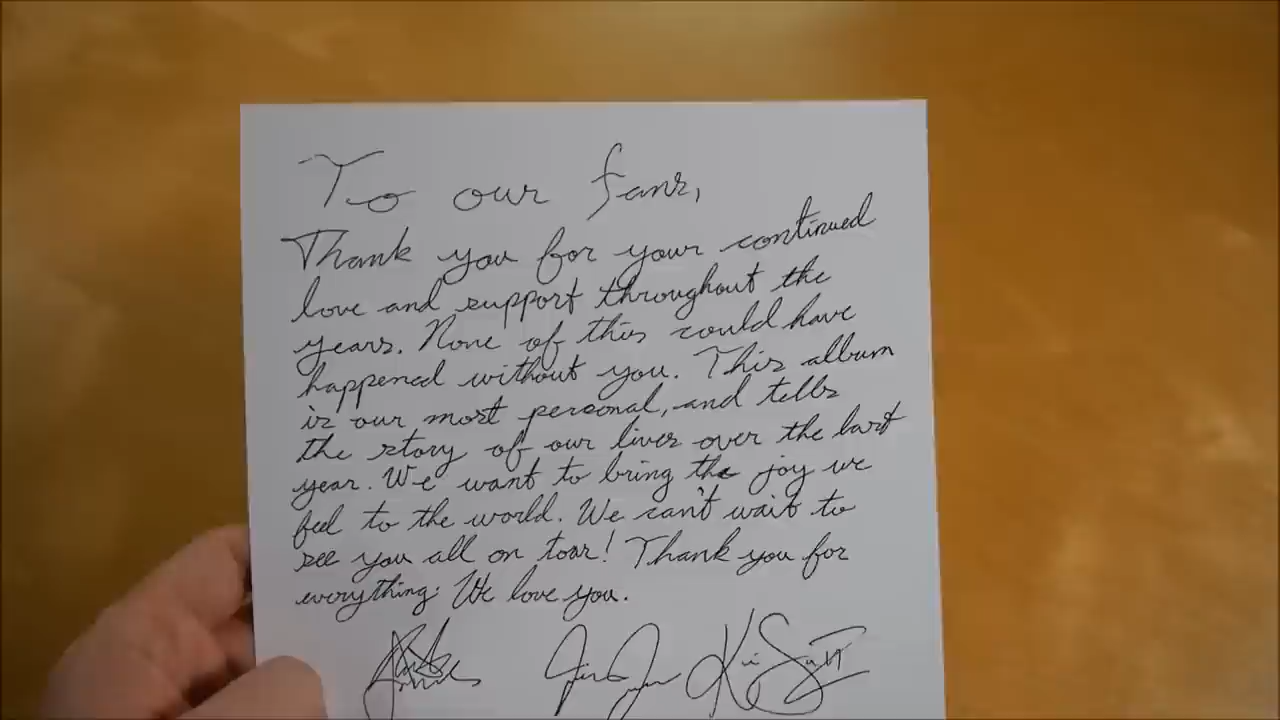 To our fans,
Thank you for your continued
love and support throughout the
years. None of this could have
happened without you. This album
is our most personal, and tells
the story of our lives over the last
year. We want to bring the joy we
feel to the world. We can't wait to
see you all on tour! Thank you for
everything. We love you.